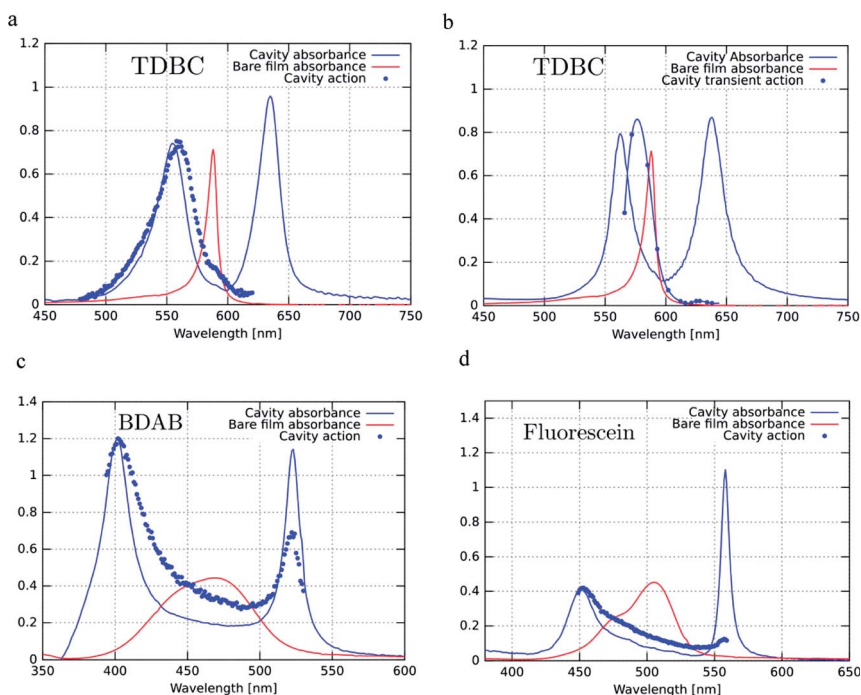 a
TDBC
Cavity absorbance
Bare film absorbance
Cavity action
1.2
1
0.8
0.6
0.4
0.2
0
450 500 550 600 650 700 750
Wavelength [nm]
b
TDBC
Cavity Absorbance
Bare film absorbance
Cavity transient action
1.2
1
0.8
0.6
0.4
0.2
0
450 500 550 600 650 700 750
Wavelength [nm]
c
BDAB
Cavity absorbance
Bare film absorbance
Cavity action
1.4
1.2
1
0.8
0.6
0.4
0.2
0
350 400 450 500 550 600
Wavelength [nm]
d
Fluorescein
Cavity absorbance
Bare film absorbance
Cavity action
1.4
1.2
1
0.8
0.6
0.4
0.2
0
400 450 500 550 600 650
Wavelength [nm]